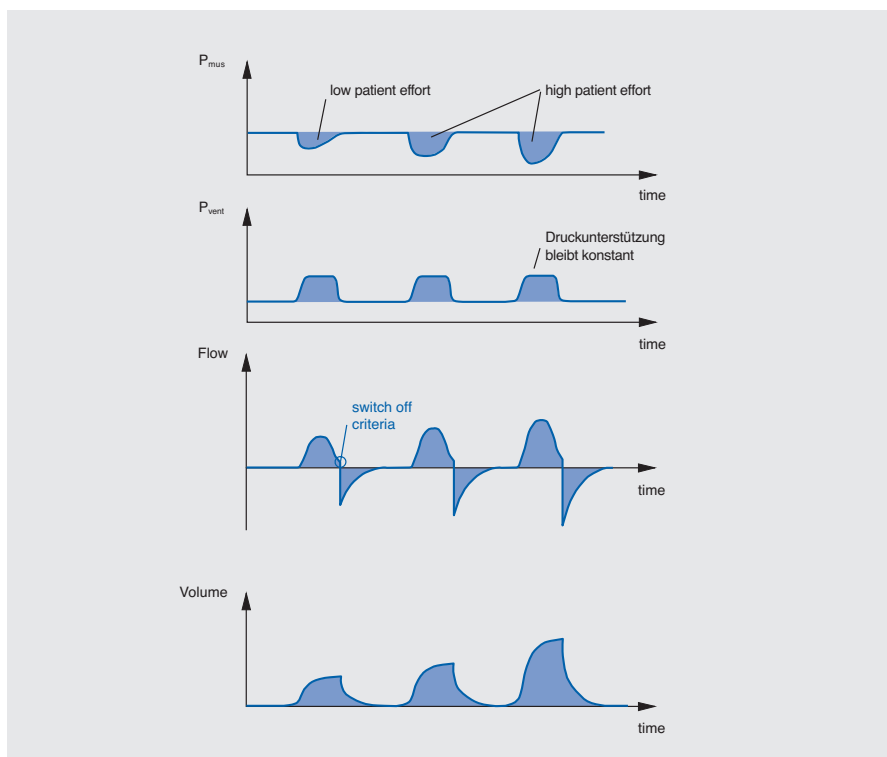 Pmus
low patient effort
high patient effort
time
Pvent
Druckunterstützung
bleibt konstant
time
Flow
switch off
criteria
time
Volume
time